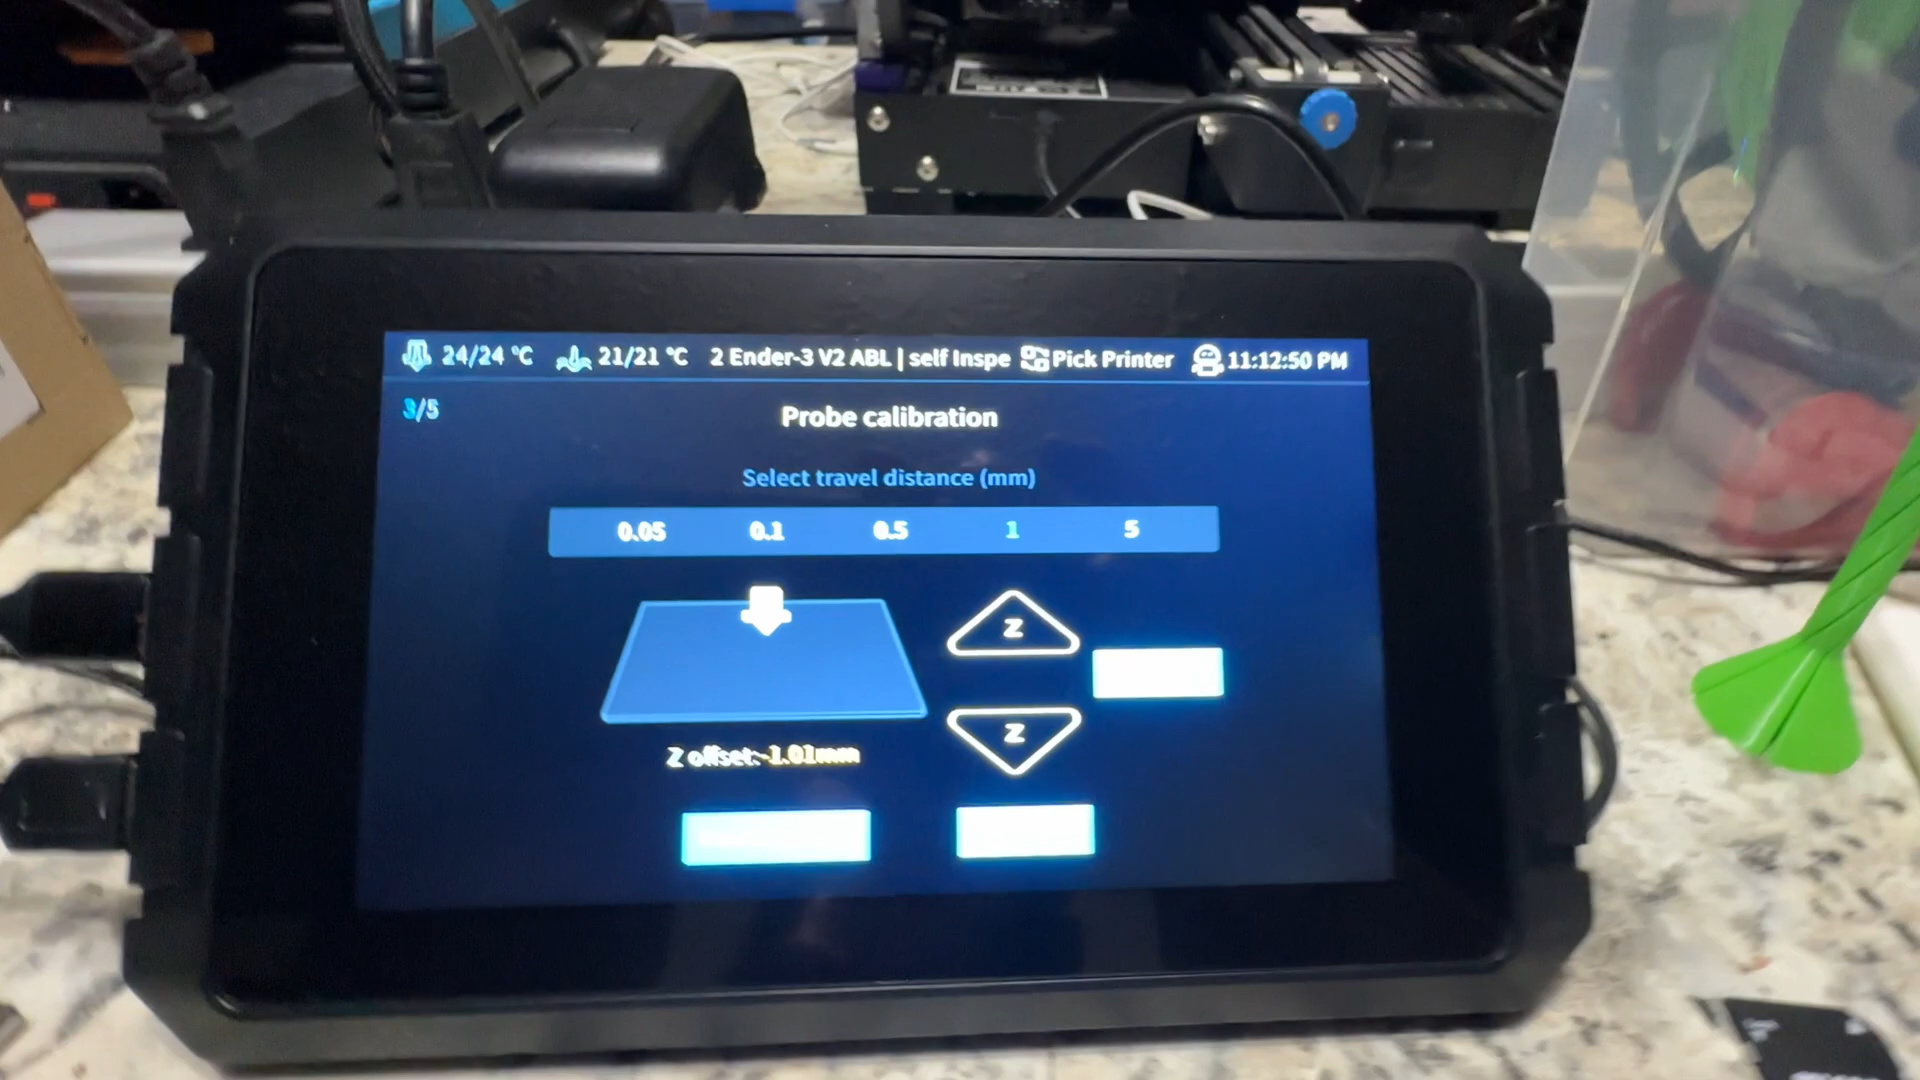 24/24 °C 21/21 °C 2 Ender-3 V2 ABL | self Inspe Pick Printer 11:12:50 PM
3/5
Probe calibration
Select travel distance (mm)
0.05 0.1 0.5 1 5
Z
Z
Z offset:-1.01mm